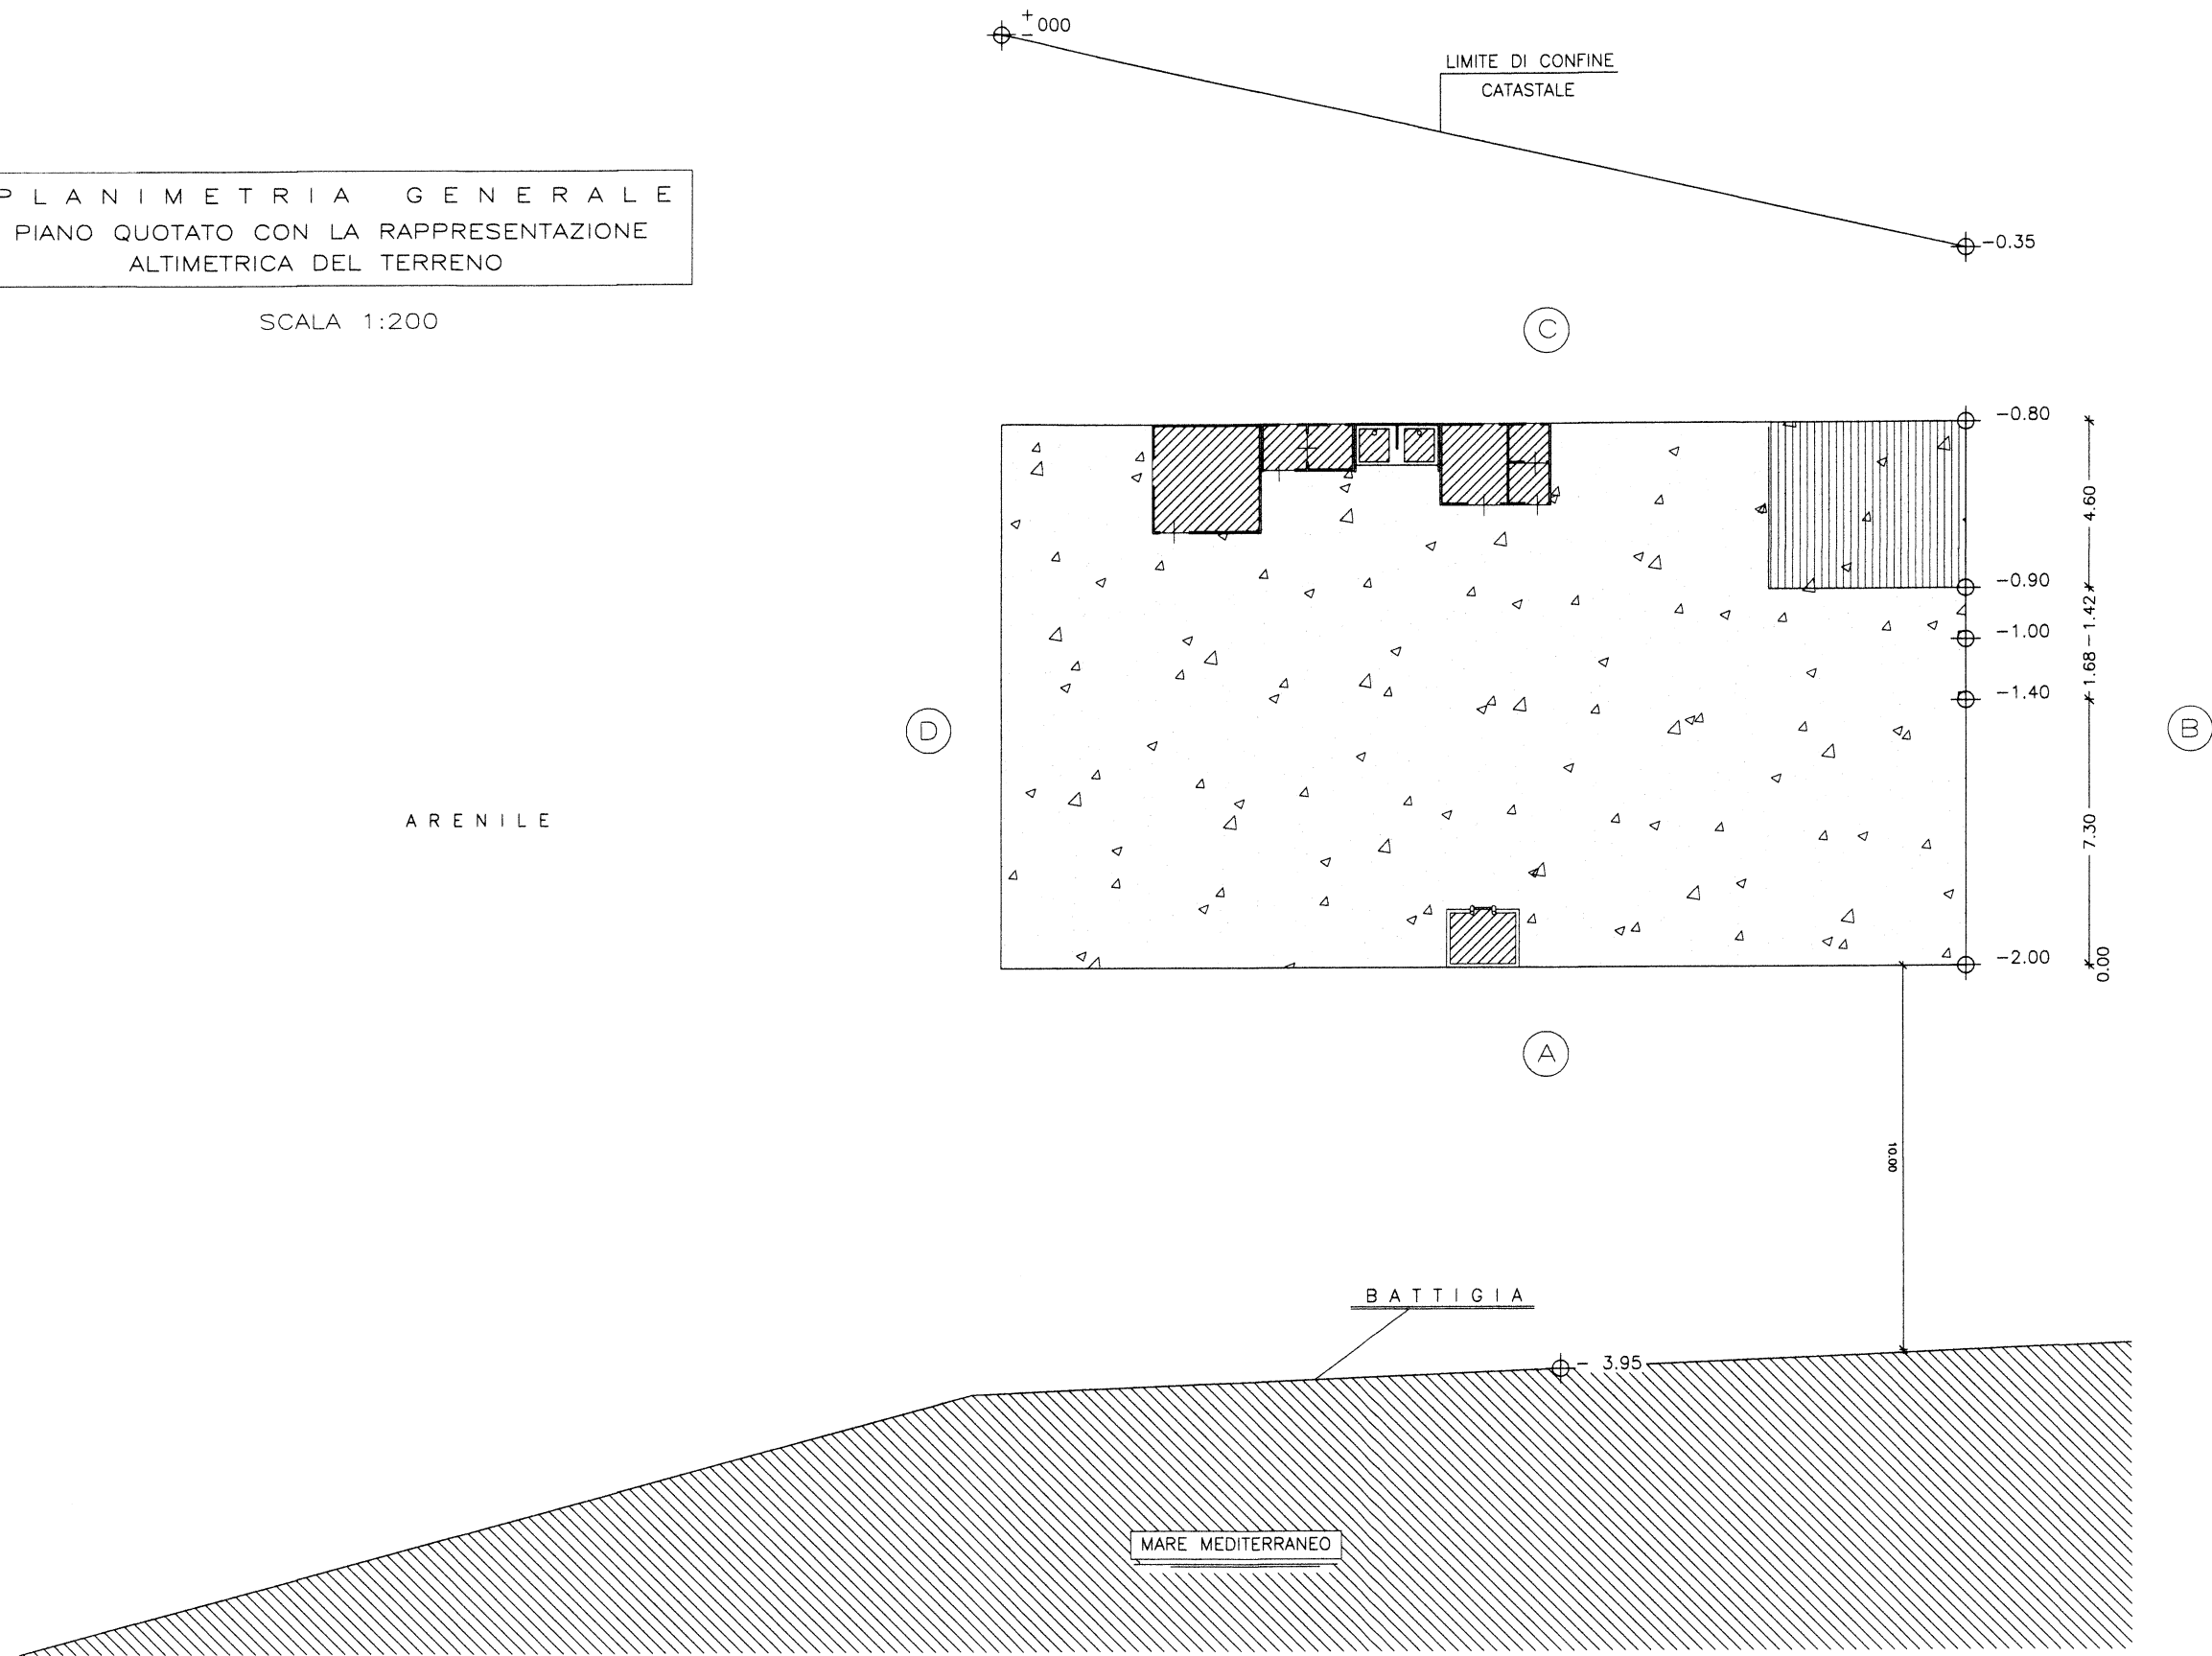 +
- 000
LIMITE DI CONFINE
CATASTALE
PLANIMETRIA GENERALE
PIANO QUOTATO CON LA RAPPRESENTAZIONE
ALTIMETRICA DEL TERRENO
-0.35
SCALA 1:200
C
-0.80
4.60
-0.90
1.42
-1.00
1.68
-1.40
D
B
ARENILE
7.30
-2.00
0.00
A
10.00
BATTIGIA
- 3.95
MARE MEDITERRANEO